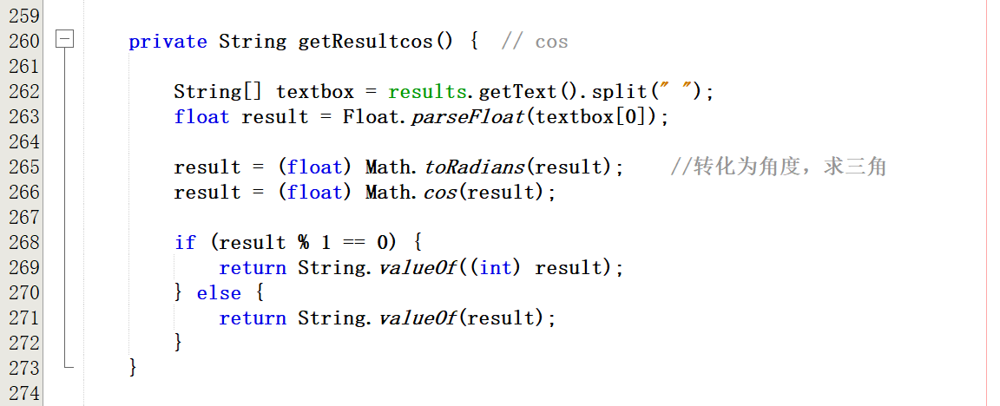 259
260 private String getResultcos() { // cos
261
262 String[] textbox = results.getText().split(" ");
263 float result = Float.parseFloat(textbox[0]);
264
265 result = (float) Math.toRadians(result); //转化为角度，求三角
266 result = (float) Math.cos(result);
267
268 if (result % 1 == 0) {
269 return String.valueOf((int) result);
270 } else {
271 return String.valueOf(result);
272 }
273 }
274